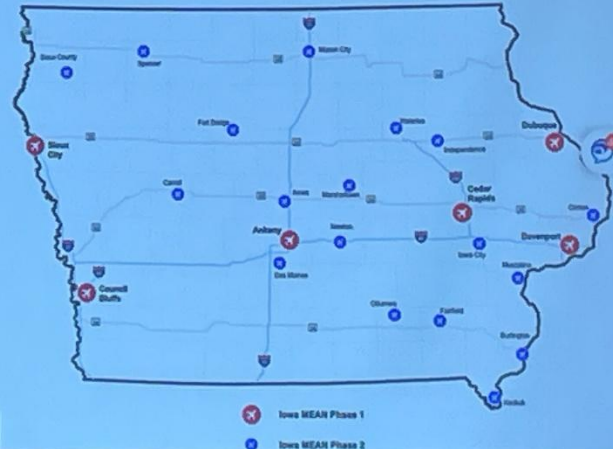 Mason City
Sioux County
Spencer
Fort Dodge
Waterloo
Independence
Dubuque
Sioux
City
Carroll
Ames
Marshalltown
Cedar
Rapids
Clinton
Ankeny
Newton
Davenport
Iowa City
Des Moines
Muscatine
Council
Bluffs
Ottumwa
Fairfield
Burlington
Keokuk
Iowa MEAN Phase 1
Iowa MEAN Phase 2